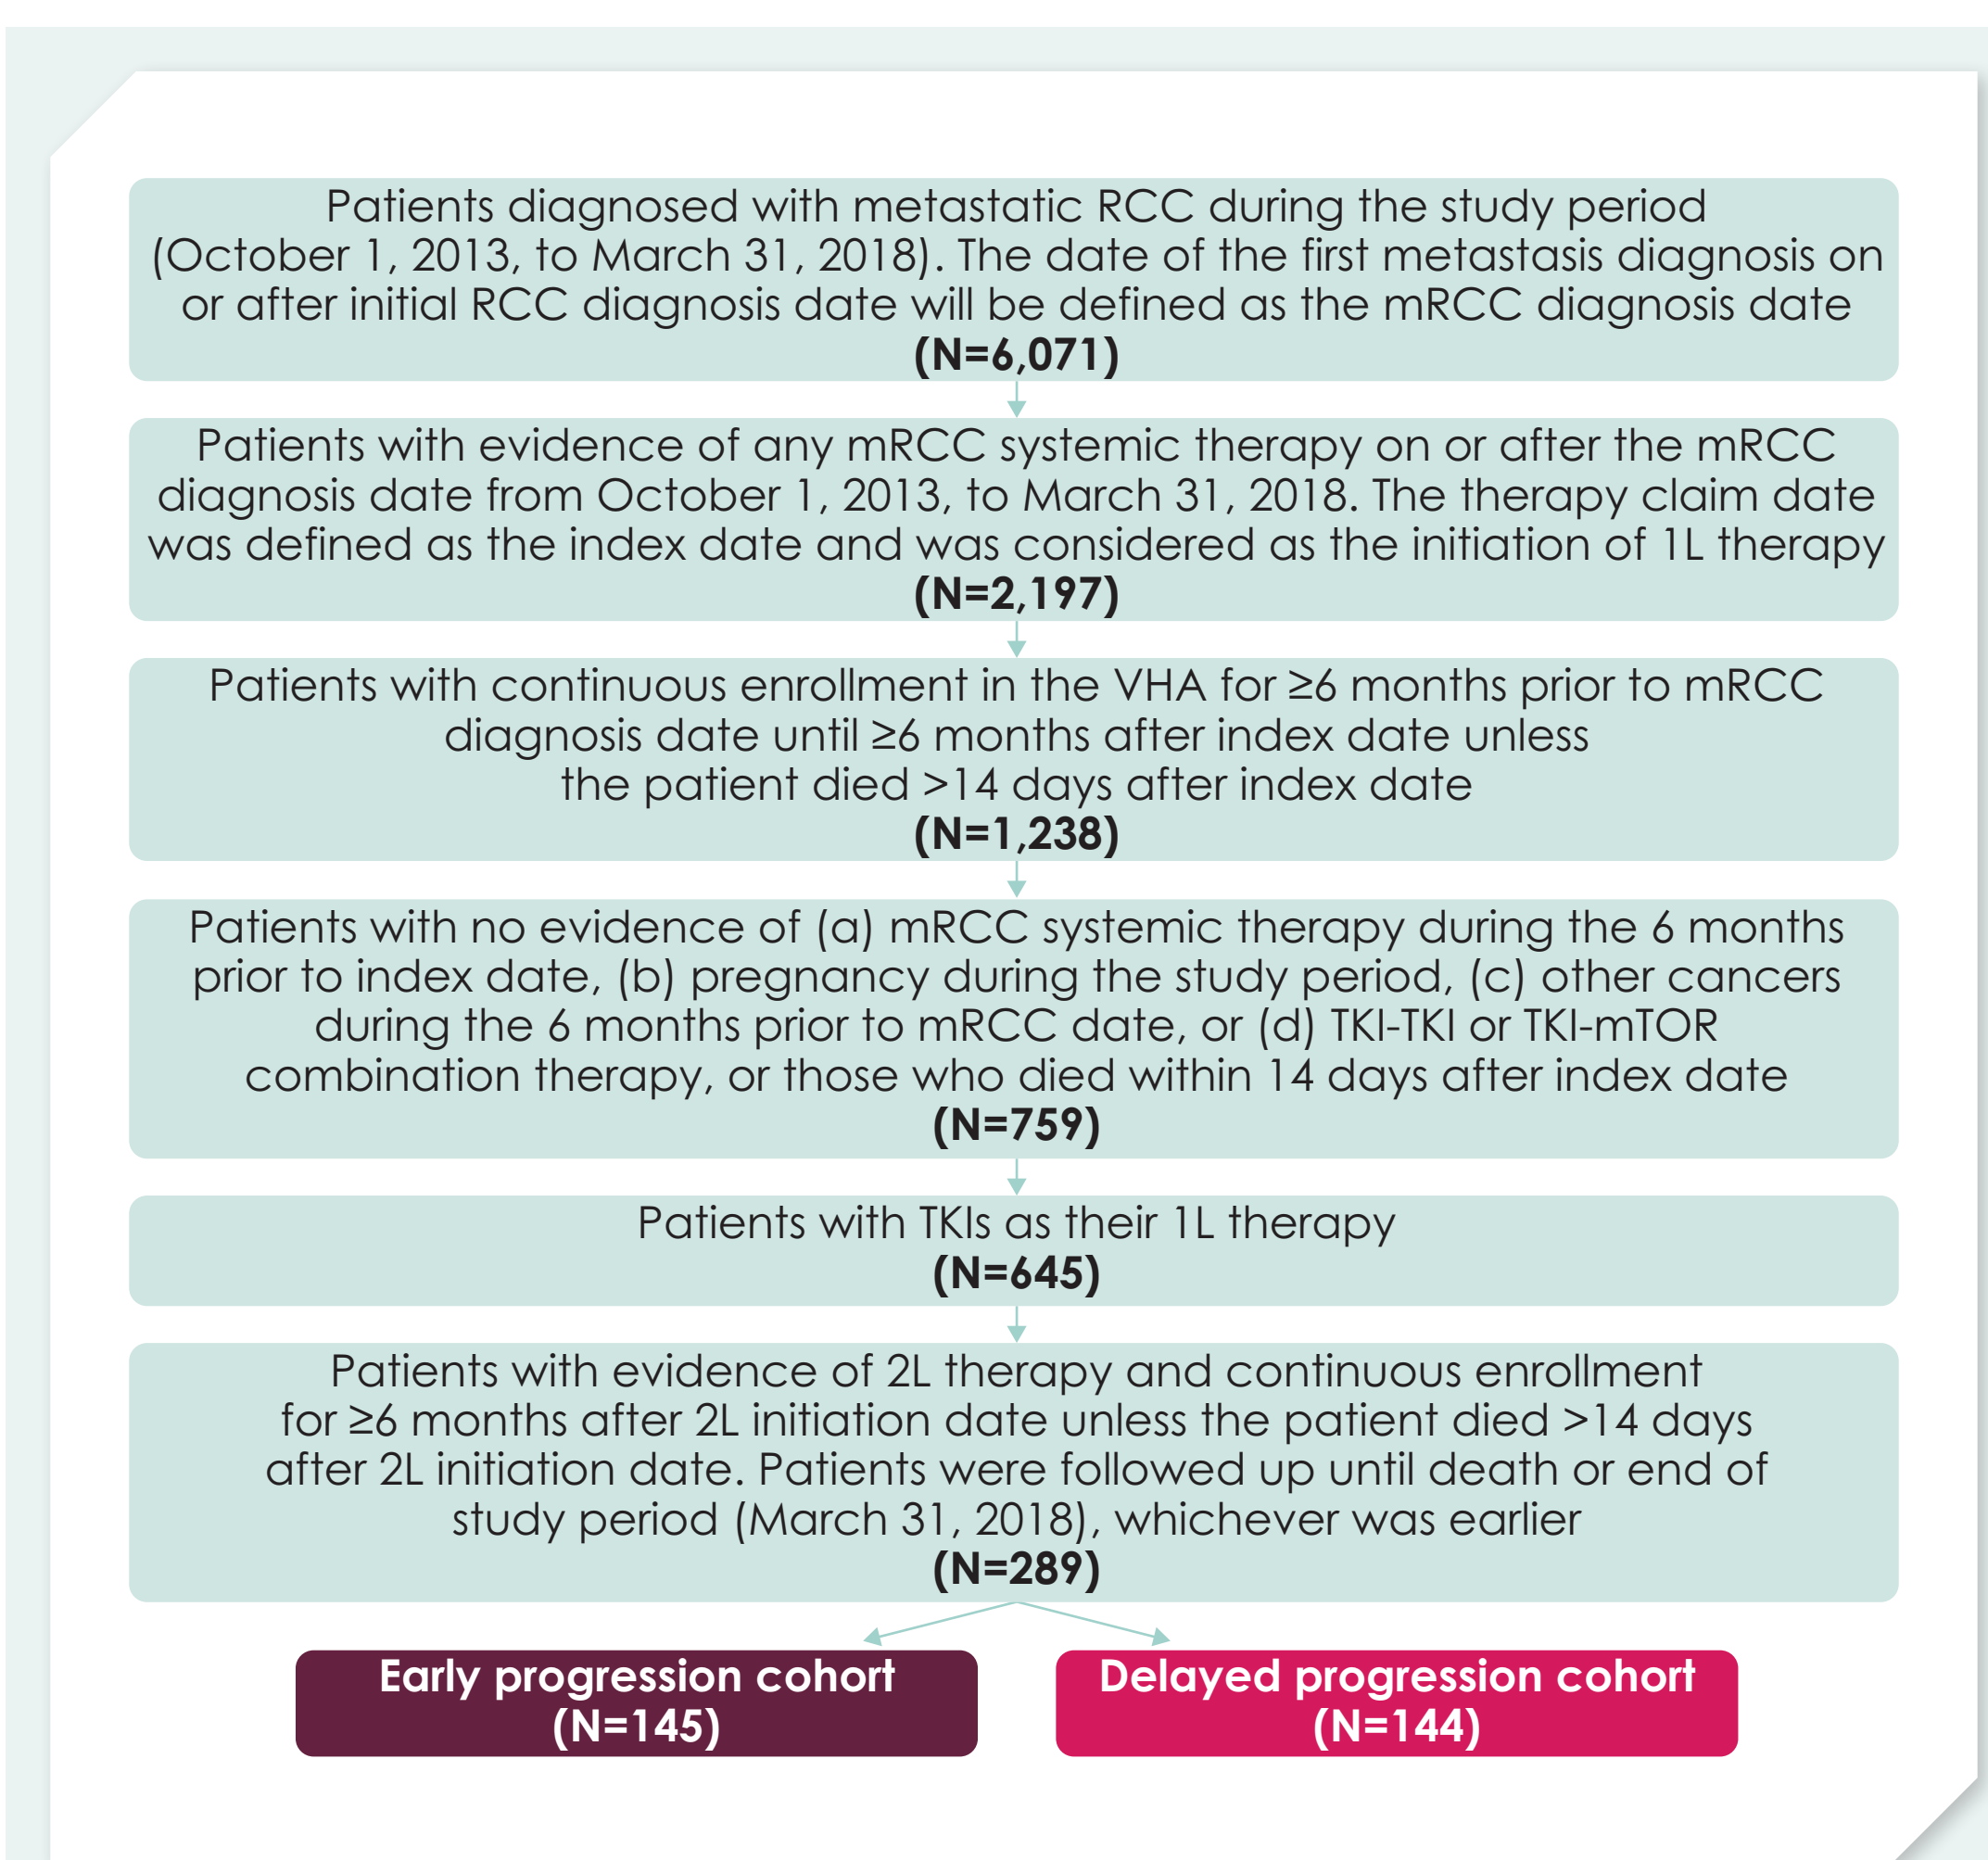 Patients diagnosed with metastatic RCC during the study period
(October 1, 2013, to March 31, 2018). The date of the first metastasis diagnosis on
or after initial RCC diagnosis date will be defined as the mRCC diagnosis date
(N=6,071)
Patients with evidence of any mRCC systemic therapy on or after the mRCC
diagnosis date from October 1, 2013, to March 31, 2018. The therapy claim date
was defined as the index date and was considered as the initiation of 1L therapy
(N=2,197)
Patients with continuous enrollment in the VHA for ≥6 months prior to mRCC
diagnosis date until ≥6 months after index date unless
the patient died >14 days after index date
(N=1,238)
Patients with no evidence of (a) mRCC systemic therapy during the 6 months
prior to index date, (b) pregnancy during the study period, (c) other cancers
during the 6 months prior to mRCC date, or (d) TKI-TKI or TKI-mTOR
combination therapy, or those who died within 14 days after index date
(N=759)
Patients with TKIs as their 1L therapy
(N=645)
Patients with evidence of 2L therapy and continuous enrollment
for ≥6 months after 2L initiation date unless the patient died >14 days
after 2L initiation date. Patients were followed up until death or end of
study period (March 31, 2018), whichever was earlier
(N=289)
Early progression cohort
(N=145)
Delayed progression cohort
(N=144)